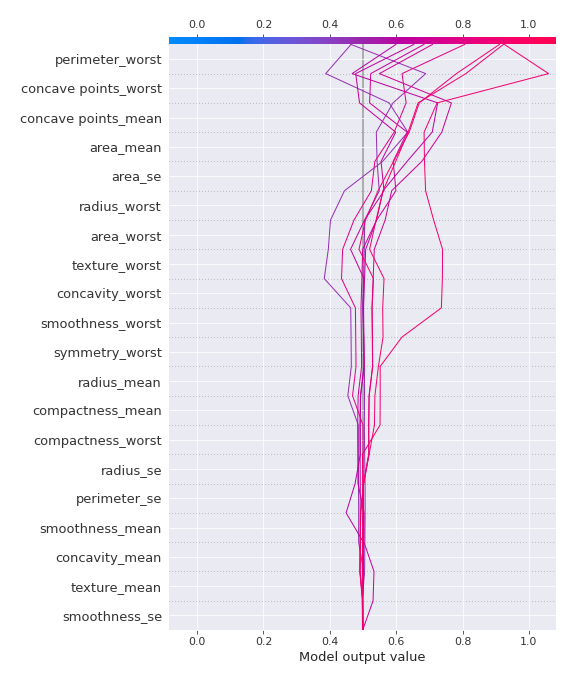 0.0 0.2 0.4 0.6 0.8 1.0
perimeter_worst
concave points_worst
concave points_mean
area_mean
area_se
radius_worst
area_worst
texture_worst
concavity_worst
smoothness_worst
symmetry_worst
radius_mean
compactness_mean
compactness_worst
radius_se
perimeter_se
smoothness_mean
concavity_mean
texture_mean
smoothness_se
0.0 0.2 0.4 0.6 0.8 1.0
Model output value